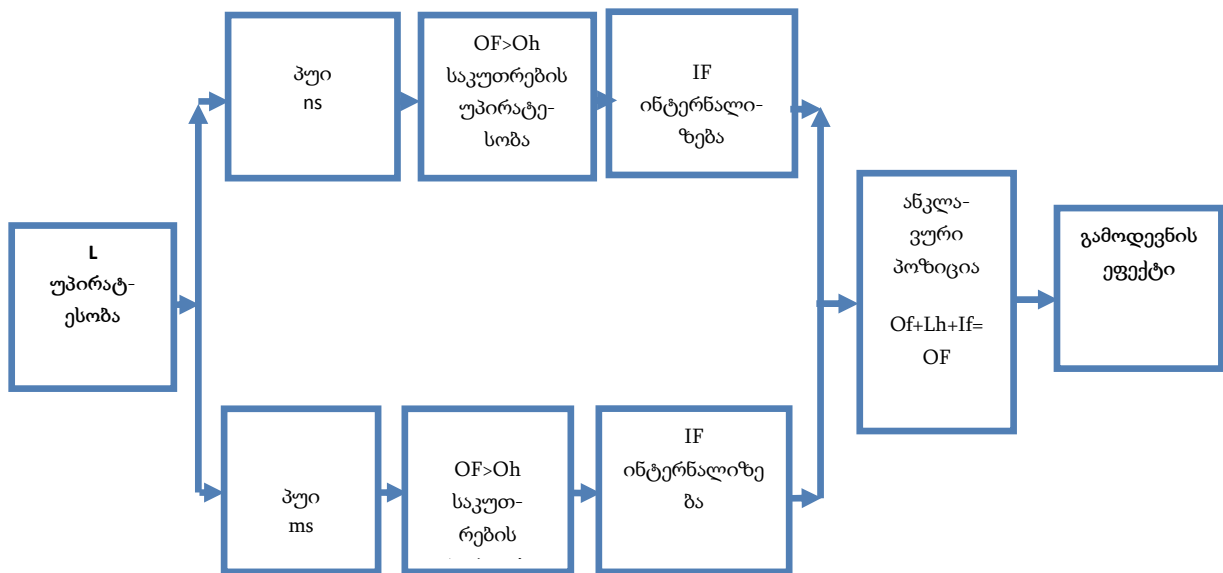 L
უპირატ-
ესობა
პუი
ns
OF>Oh
საკუთრების
უპირატე-
სობა
IF
ინტერნალი-
ზება
პუი
ms
OF>Oh
საკუთ-
რების
IF
ინტერნალიზე
ბა
ანკლა-
ვური
პოზიცია
Of+Lh+If=
OF
გამოდევნის
ეფექტი